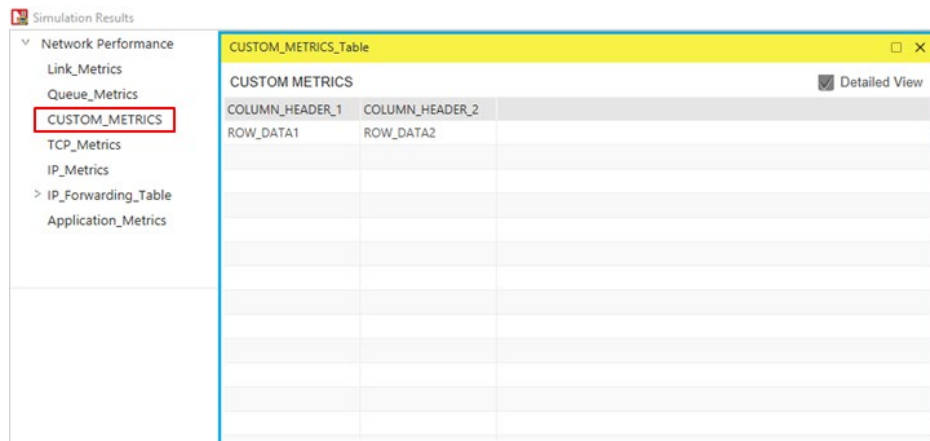 Simulation Results
Network Performance
Link_Metrics
Queue_Metrics
CUSTOM_METRICS
TCP_Metrics
IP_Metrics
IP_Forwarding_Table
Application_Metrics
CUSTOM_METRICS_Table
CUSTOM METRICS
Detailed View
COLUMN_HEADER_1 COLUMN_HEADER_2
ROW_DATA1 ROW_DATA2